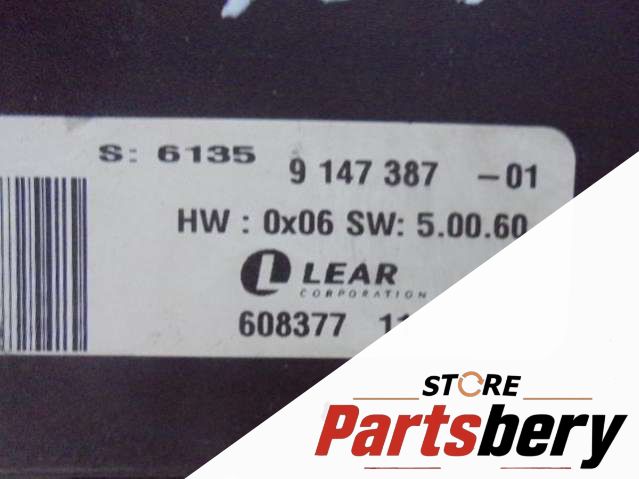 S: 6135 9 147 387 -01
HW : 0x06 SW: 5.00.60
LEAR
CORPORATION
608377
STORE
Partsbery